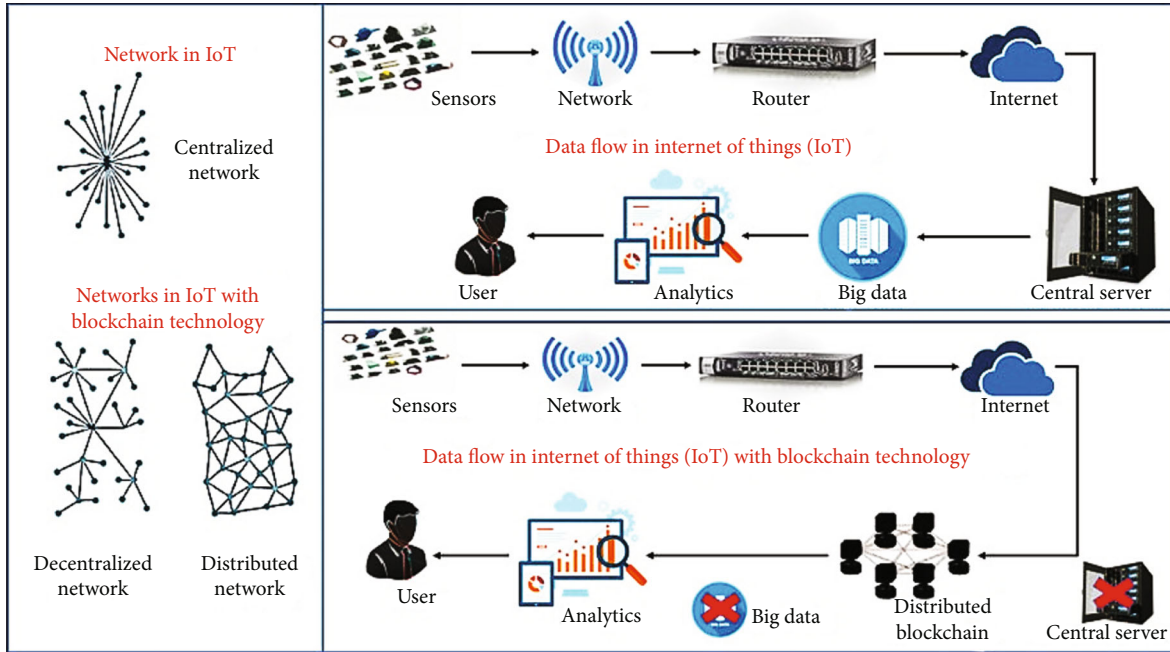 Network in IoT
Centralized
network
Networks in IoT with
blockchain technology
Decentralized
network
Distributed
network
Sensors
Network
Router
Internet
Data flow in internet of things (IoT)
User
Analytics
BIG DATA
Big data
Central server
Sensors
Network
Router
Internet
Data flow in internet of things (IoT) with blockchain technology
User
Analytics
Big data
Distributed
blockchain
Central server